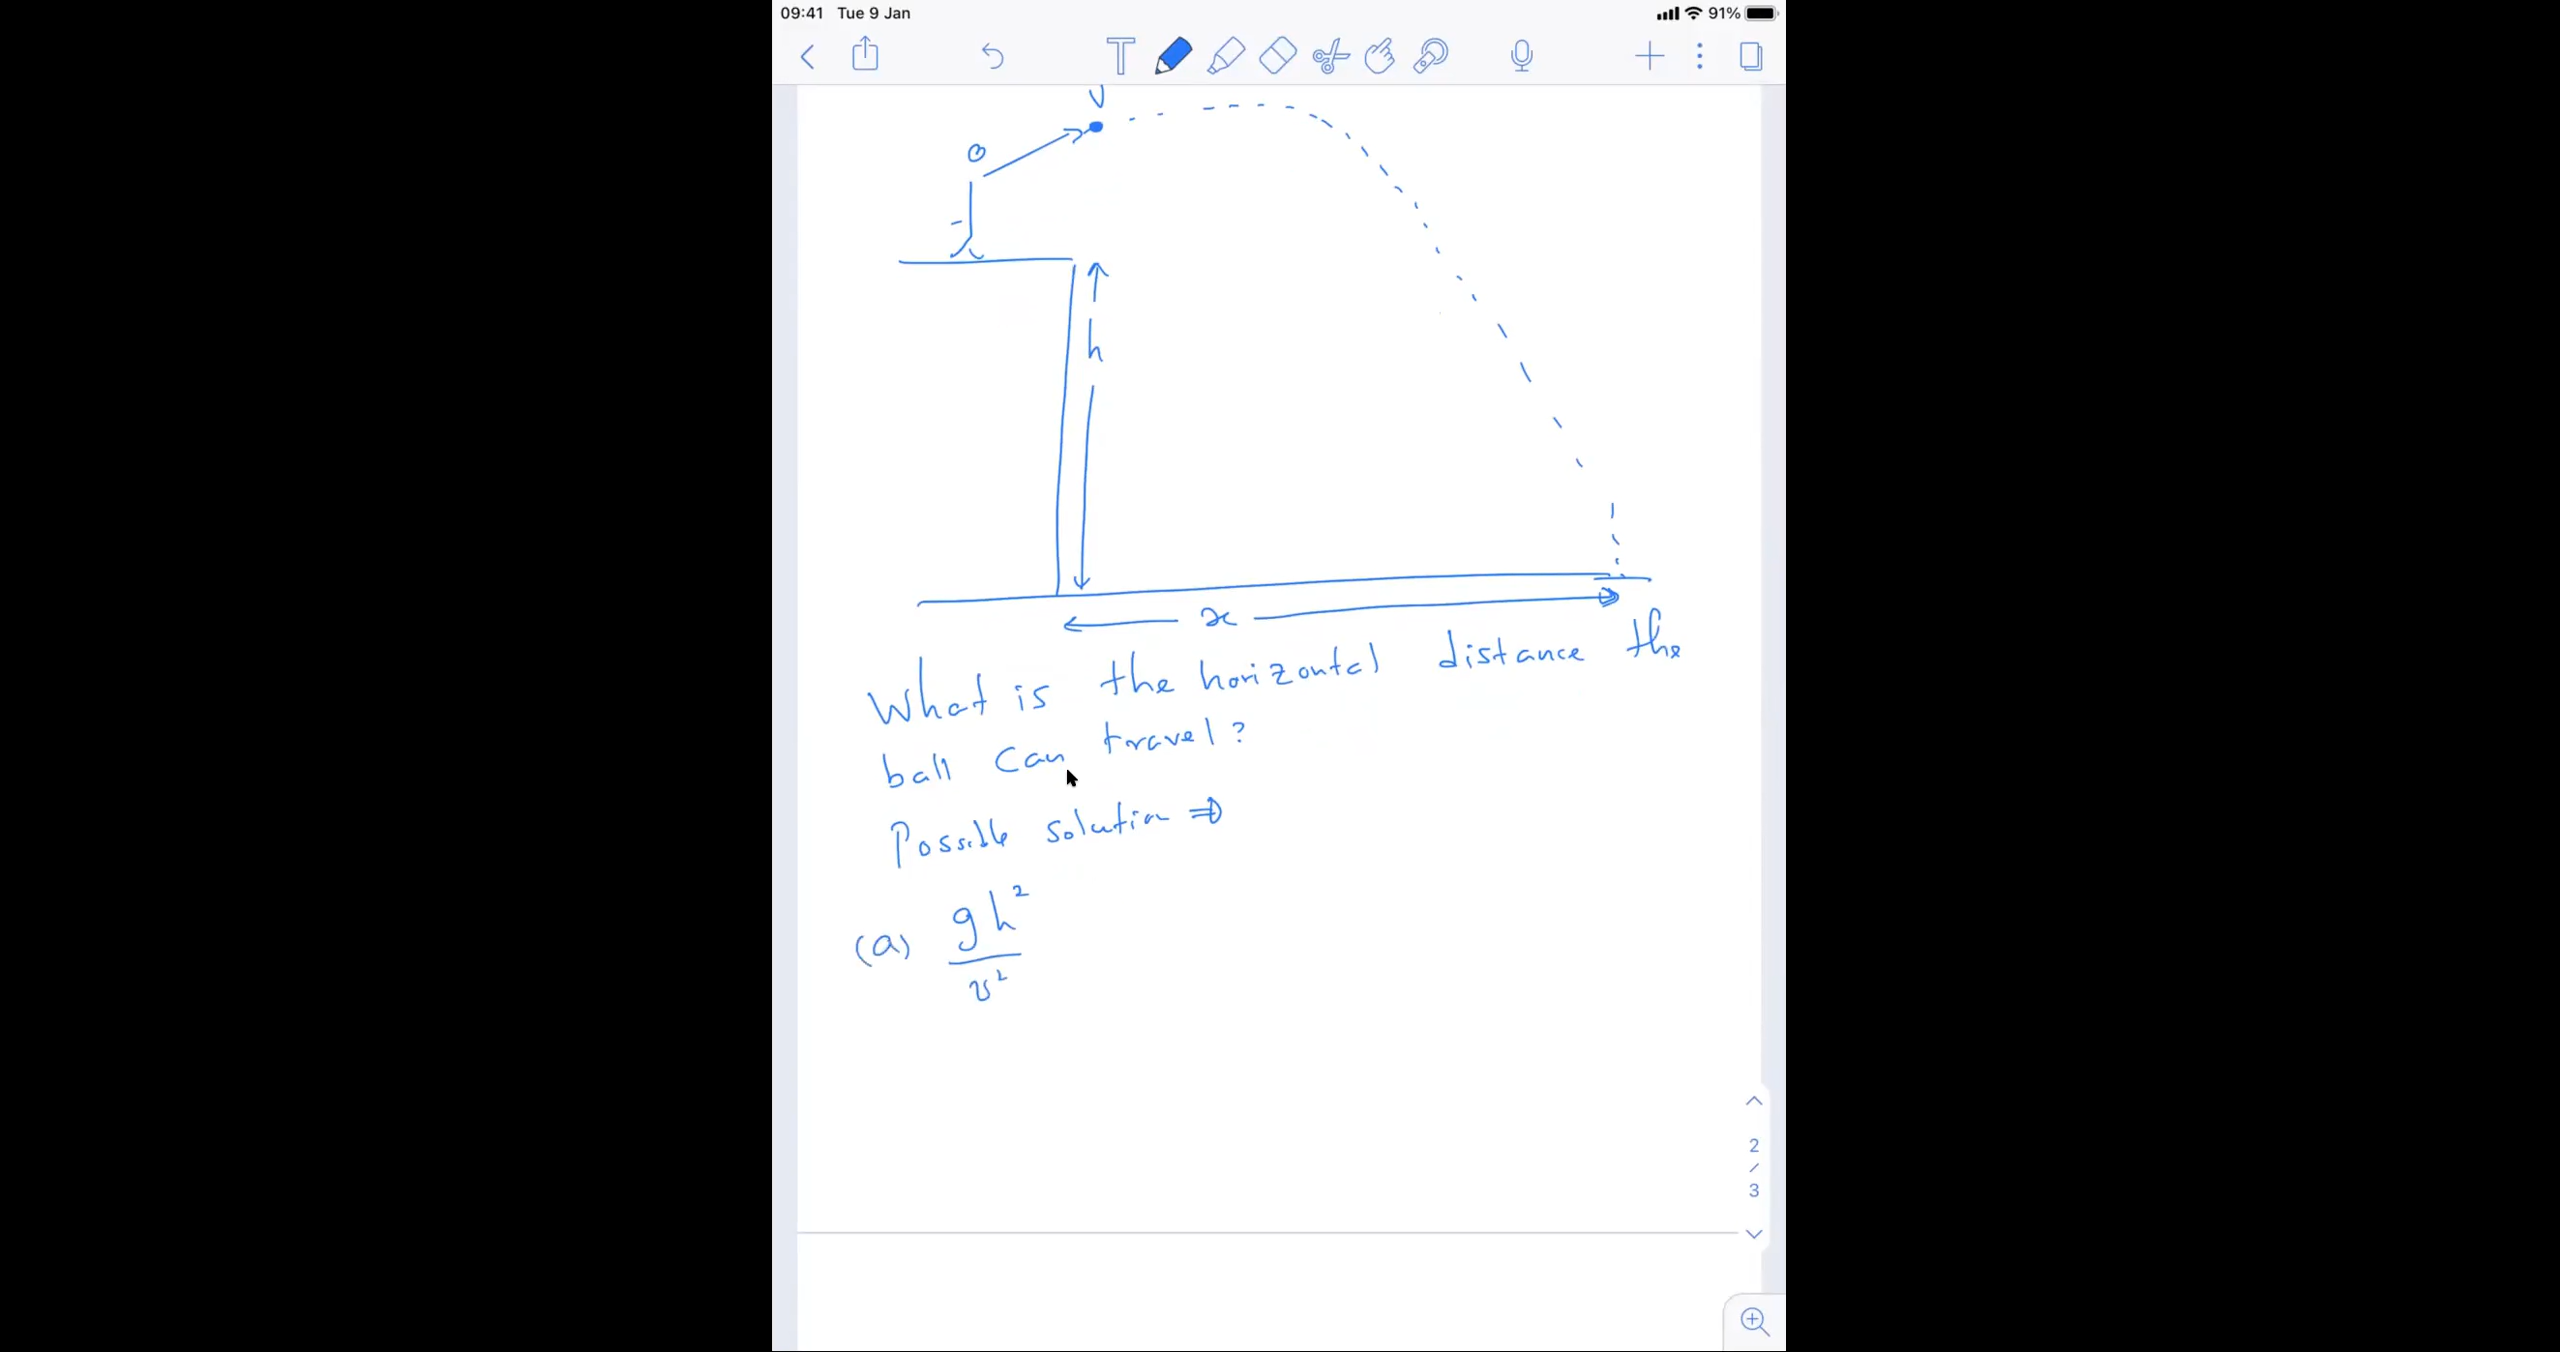 09:41 Tue 9 Jan 91%
T
v
h
x
What is the horizontal distance the
ball can travel?
Possible solution ⇒
(a) gh²
v²
2
/
3